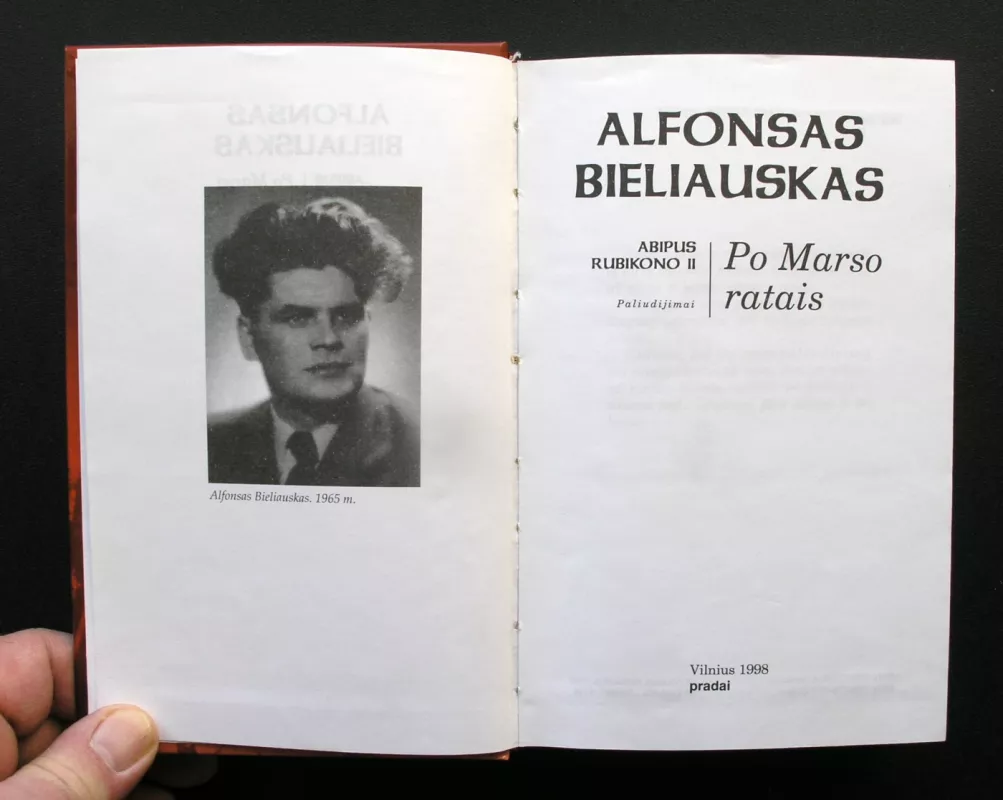 Alfonsas Bieliauskas. 1965 m.
ALFONSAS
BIELIAUSKAS
ABIPUS
RUBIKONO II
Paliudijimai
Po Marso
ratais
Vilnius 1998
pradai